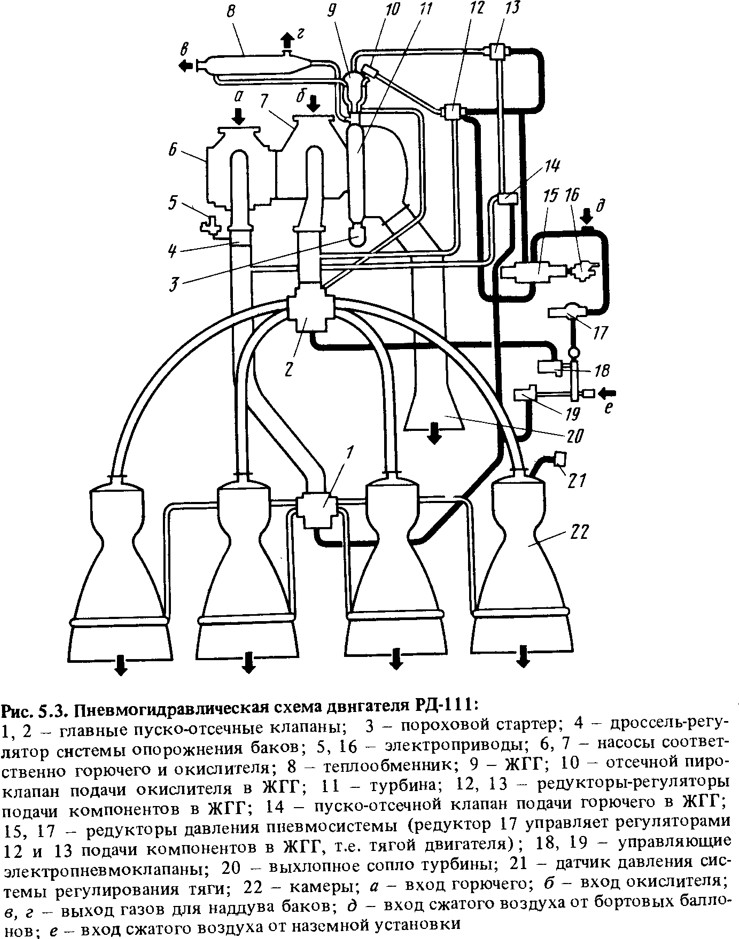 8
г
9
10
11
12
13
в
а
7
б
6
5
4
3
14
15
16
д
2
17
18
19
е
20
1
21
22
Рис. 5.3. Пневмогидравлическая схема двигателя РД-111:
1, 2 – главные пуско-отсечные клапаны; 3 – пороховой стартер; 4 – дроссель-регу-
лятор системы опорожнения баков; 5, 16 – электроприводы; 6, 7 – насосы соответ-
ственно горючего и окислителя; 8 – теплообменник; 9 – ЖГГ; 10 – отсечной пиро-
клапан подачи окислителя в ЖГГ; 11 – турбина; 12, 13 – редукторы-регуляторы
подачи компонентов в ЖГГ; 14 – пуско-отсечной клапан подачи горючего в ЖГГ;
15, 17 – редукторы давления пневмосистемы (редуктор 17 управляет регуляторами
12 и 13 подачи компонентов в ЖГГ, т.е. тягой двигателя); 18, 19 – управляющие
электропневмоклапаны; 20 – выхлопное сопло турбины; 21 – датчик давления сис-
темы регулирования тяги; 22 – камеры; а – вход горючего; б – вход окислителя;
в, г – выход газов для наддува баков; д – вход сжатого воздуха от бортовых балло-
нов; е – вход сжатого воздуха от наземной установки